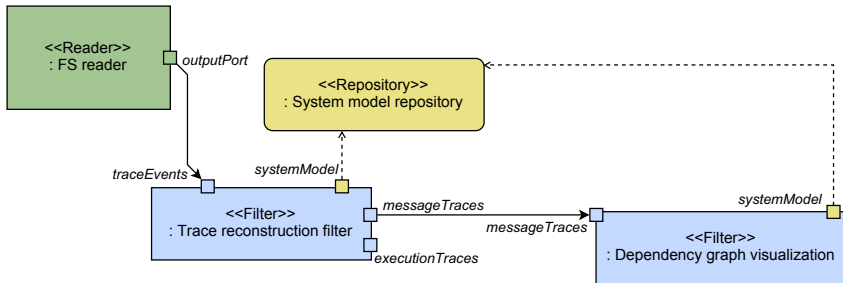 <<Reader>>
: FS reader
outputPort
<<Repository>>
: System model repository
traceEvents
systemModel
<<Filter>>
: Trace reconstruction filter
messageTraces
executionTraces
messageTraces
systemModel
<<Filter>>
: Dependency graph visualization